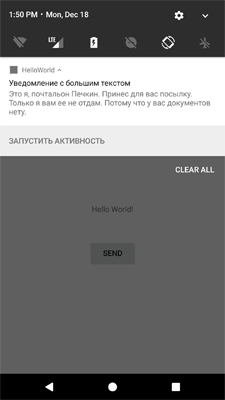 1:50 PM • Mon, Dec 18
LTE
HelloWorld
Уведомление с большим текстом
Это я, почтальон Печкин. Принес для вас посылку.
Только я вам ее не отдам. Потому что у вас документов
нету.
ЗАПУСТИТЬ АКТИВНОСТЬ
CLEAR ALL
Hello World!
SEND